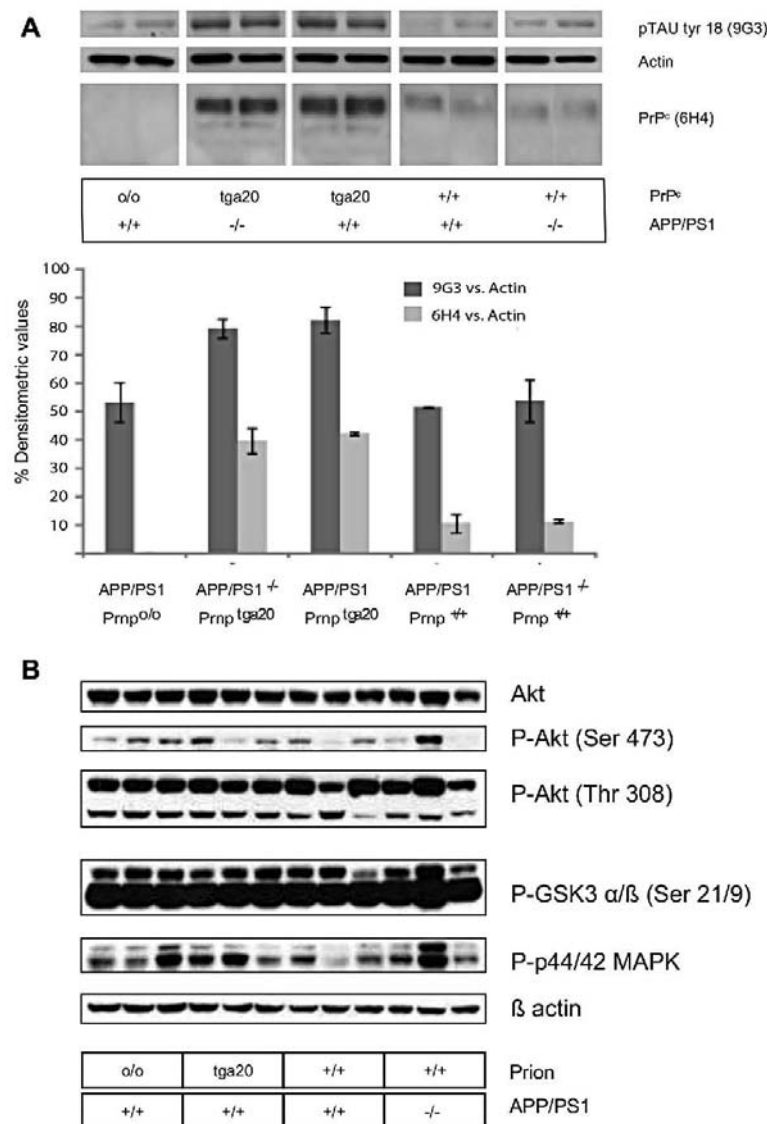 A
pTAU tyr 18 (9G3)
Actin
PrPᶜ (6H4)
o/o tga20 tga20 +/+ +/+ PrPᶜ
+/+ -/- +/+ +/+ -/- APP/PS1
100
90
80
70
60
50
40
30
20
10
% Densitometric values
9G3 vs. Actin
6H4 vs. Actin
APP/PS1 APP/PS1 -/- APP/PS1 APP/PS1 APP/PS1 -/-
Prnp o/o Prnp tga20 Prnp tga20 Prnp +/+ Prnp +/+
B
Akt
P-Akt (Ser 473)
P-Akt (Thr 308)
P-GSK3 α/ß (Ser 21/9)
P-p44/42 MAPK
ß actin
o/o tga20 +/+ +/+ Prion
+/+ +/+ +/+ -/- APP/PS1